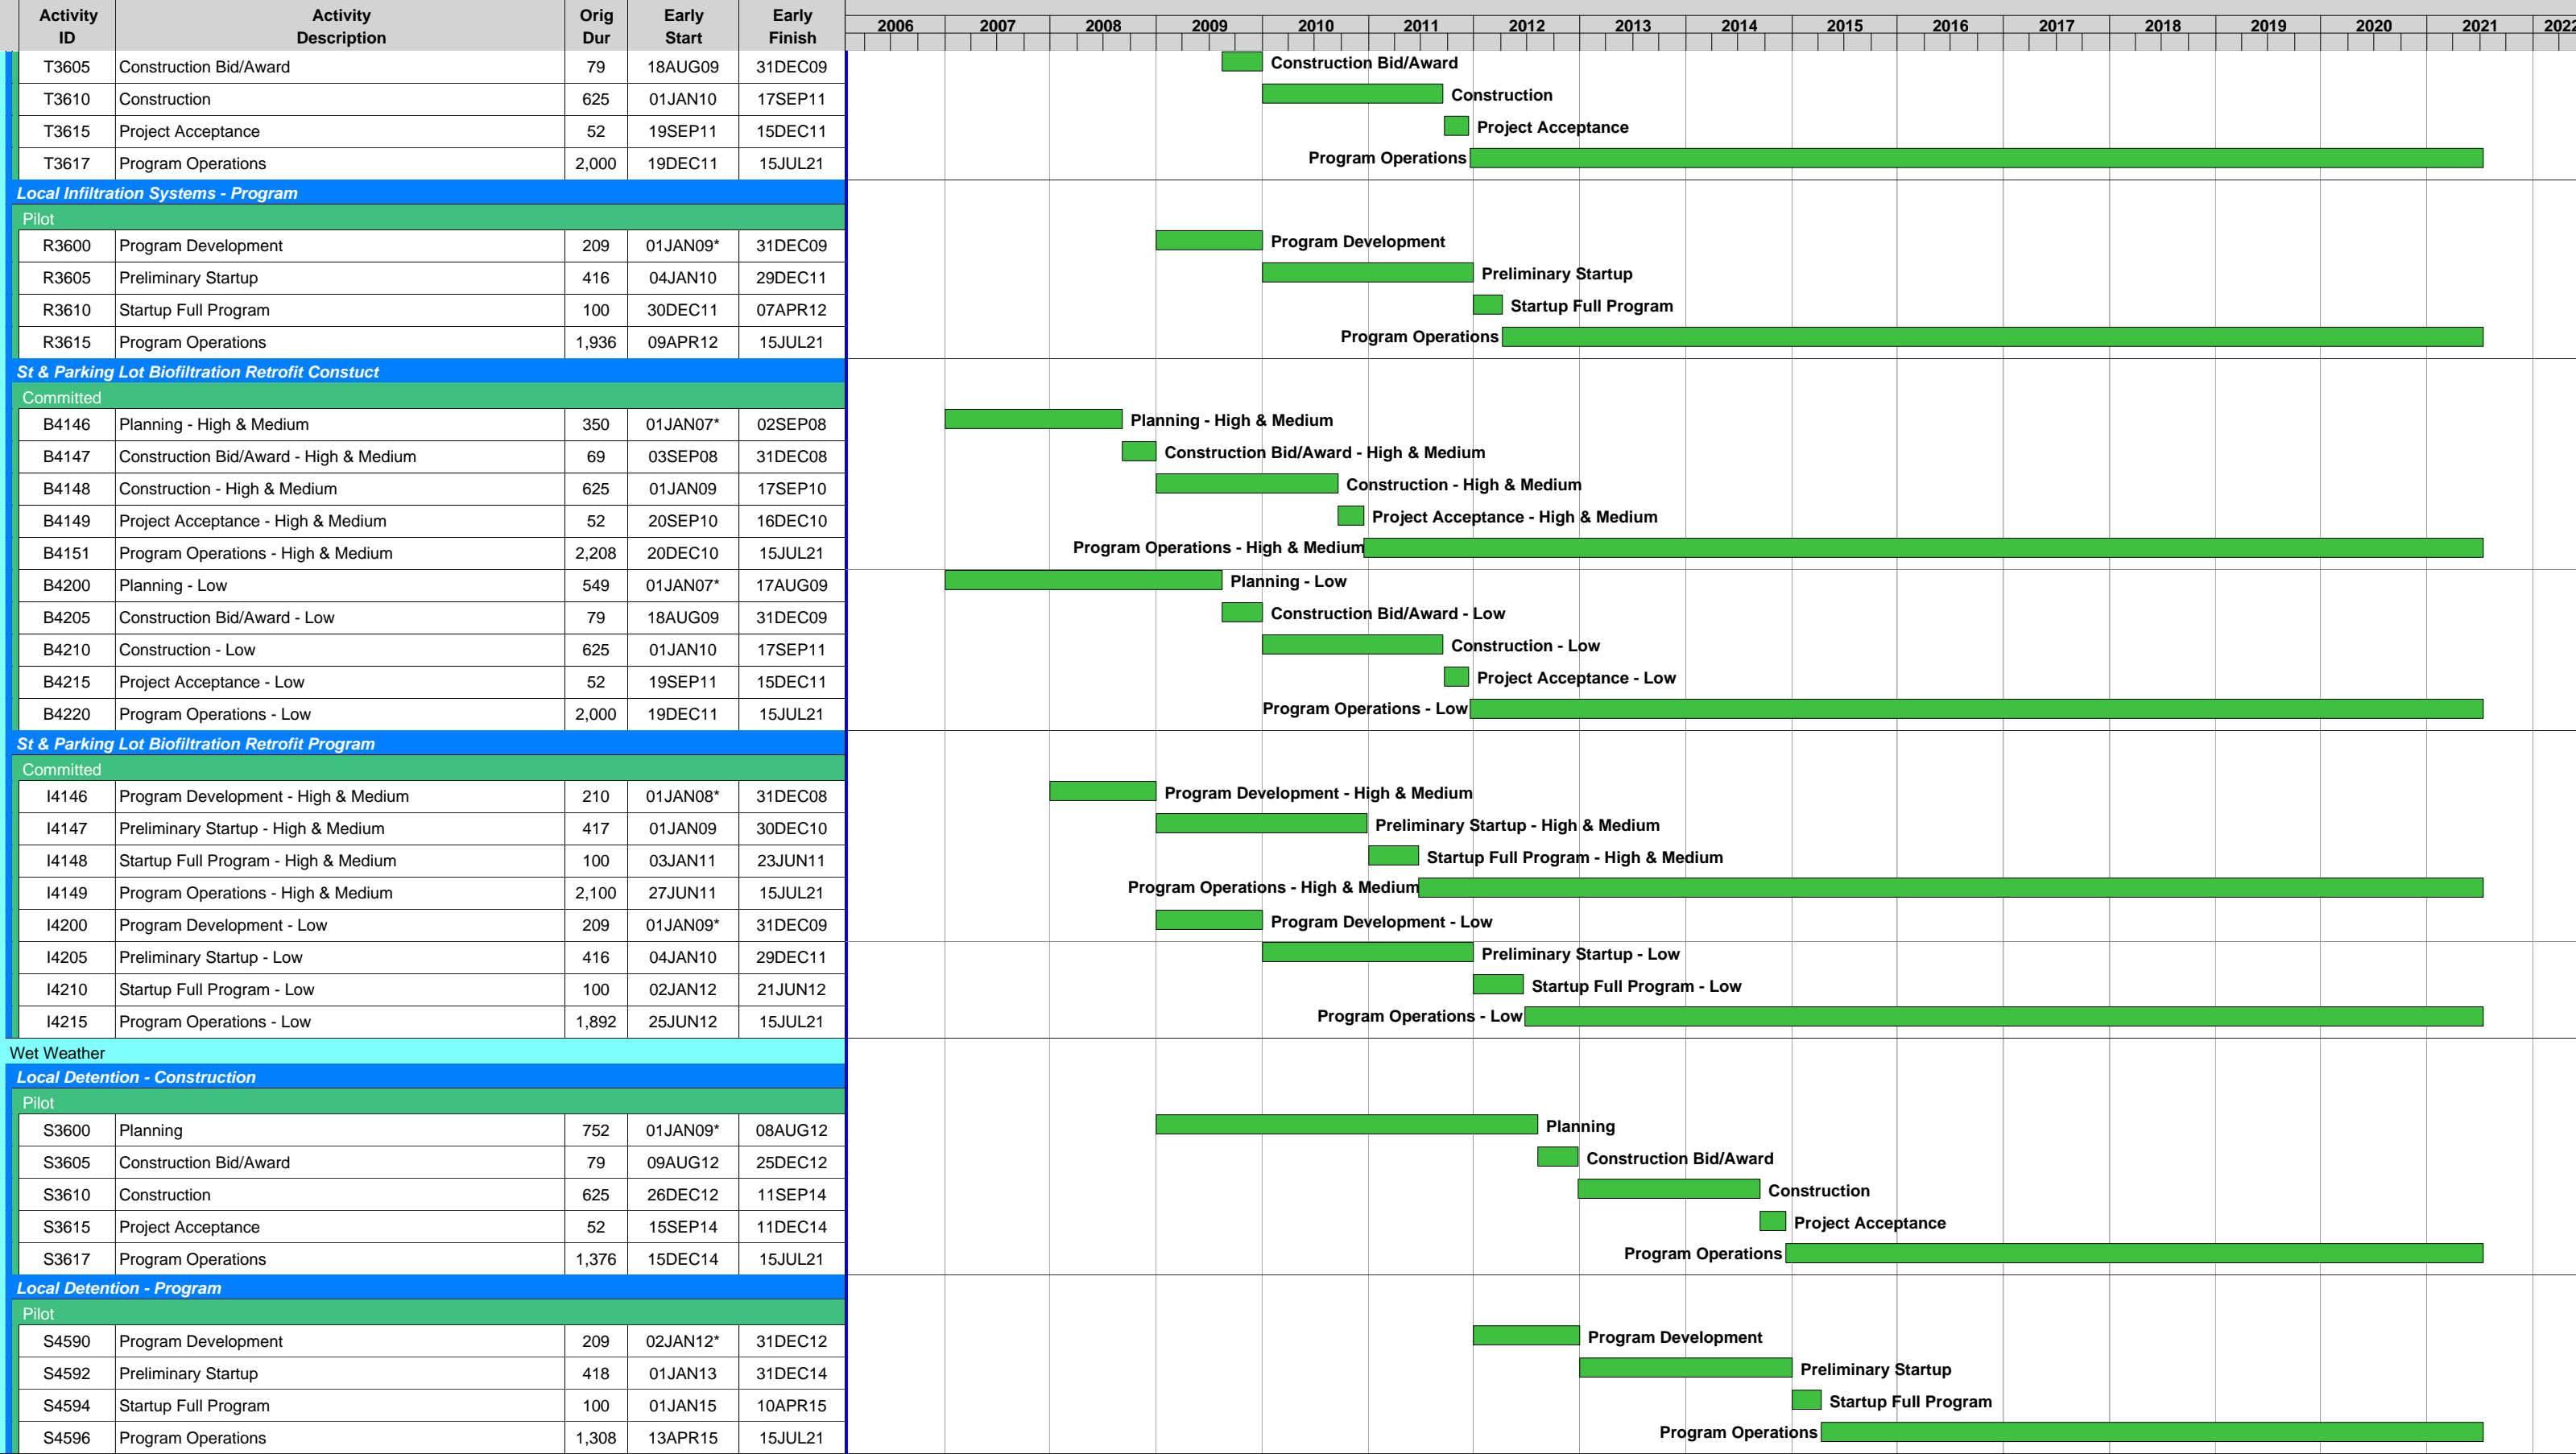 Activity ID Activity Description Orig Dur Early Start Early Finish 2006 2007 2008 2009 2010 2011 2012 2013 2014 2015 2016 2017 2018 2019 2020 2021 2022
T3605 Construction Bid/Award 79 18AUG09 31DEC09 Construction Bid/Award
T3610 Construction 625 01JAN10 17SEP11 Construction
T3615 Project Acceptance 52 19SEP11 15DEC11 Project Acceptance
T3617 Program Operations 2,000 19DEC11 15JUL21 Program Operations
Local Infiltration Systems - Program
Pilot
R3600 Program Development 209 01JAN09* 31DEC09 Program Development
R3605 Preliminary Startup 416 04JAN10 29DEC11 Preliminary Startup
R3610 Startup Full Program 100 30DEC11 07APR12 Startup Full Program
R3615 Program Operations 1,936 09APR12 15JUL21 Program Operations
St & Parking Lot Biofiltration Retrofit Constuct
Committed
B4146 Planning - High & Medium 350 01JAN07* 02SEP08 Planning - High & Medium
B4147 Construction Bid/Award - High & Medium 69 03SEP08 31DEC08 Construction Bid/Award - High & Medium
B4148 Construction - High & Medium 625 01JAN09 17SEP10 Construction - High & Medium
B4149 Project Acceptance - High & Medium 52 20SEP10 16DEC10 Project Acceptance - High & Medium
B4151 Program Operations - High & Medium 2,208 20DEC10 15JUL21 Program Operations - High & Medium
B4200 Planning - Low 549 01JAN07* 17AUG09 Planning - Low
B4205 Construction Bid/Award - Low 79 18AUG09 31DEC09 Construction Bid/Award - Low
B4210 Construction - Low 625 01JAN10 17SEP11 Construction - Low
B4215 Project Acceptance - Low 52 19SEP11 15DEC11 Project Acceptance - Low
B4220 Program Operations - Low 2,000 19DEC11 15JUL21 Program Operations - Low
St & Parking Lot Biofiltration Retrofit Program
Committed
I4146 Program Development - High & Medium 210 01JAN08* 31DEC08 Program Development - High & Medium
I4147 Preliminary Startup - High & Medium 417 01JAN09 30DEC10 Preliminary Startup - High & Medium
I4148 Startup Full Program - High & Medium 100 03JAN11 23JUN11 Startup Full Program - High & Medium
I4149 Program Operations - High & Medium 2,100 27JUN11 15JUL21 Program Operations - High & Medium
I4200 Program Development - Low 209 01JAN09* 31DEC09 Program Development - Low
I4205 Preliminary Startup - Low 416 04JAN10 29DEC11 Preliminary Startup - Low
I4210 Startup Full Program - Low 100 02JAN12 21JUN12 Startup Full Program - Low
I4215 Program Operations - Low 1,892 25JUN12 15JUL21 Program Operations - Low
Wet Weather
Local Detention - Construction
Pilot
S3600 Planning 752 01JAN09* 08AUG12 Planning
S3605 Construction Bid/Award 79 09AUG12 25DEC12 Construction Bid/Award
S3610 Construction 625 26DEC12 11SEP14 Construction
S3615 Project Acceptance 52 15SEP14 11DEC14 Project Acceptance
S3617 Program Operations 1,376 15DEC14 15JUL21 Program Operations
Local Detention - Program
Pilot
S4590 Program Development 209 02JAN12* 31DEC12 Program Development
S4592 Preliminary Startup 418 01JAN13 31DEC14 Preliminary Startup
S4594 Startup Full Program 100 01JAN15 10APR15 Startup Full Program
S4596 Program Operations 1,308 13APR15 15JUL21 Program Operations